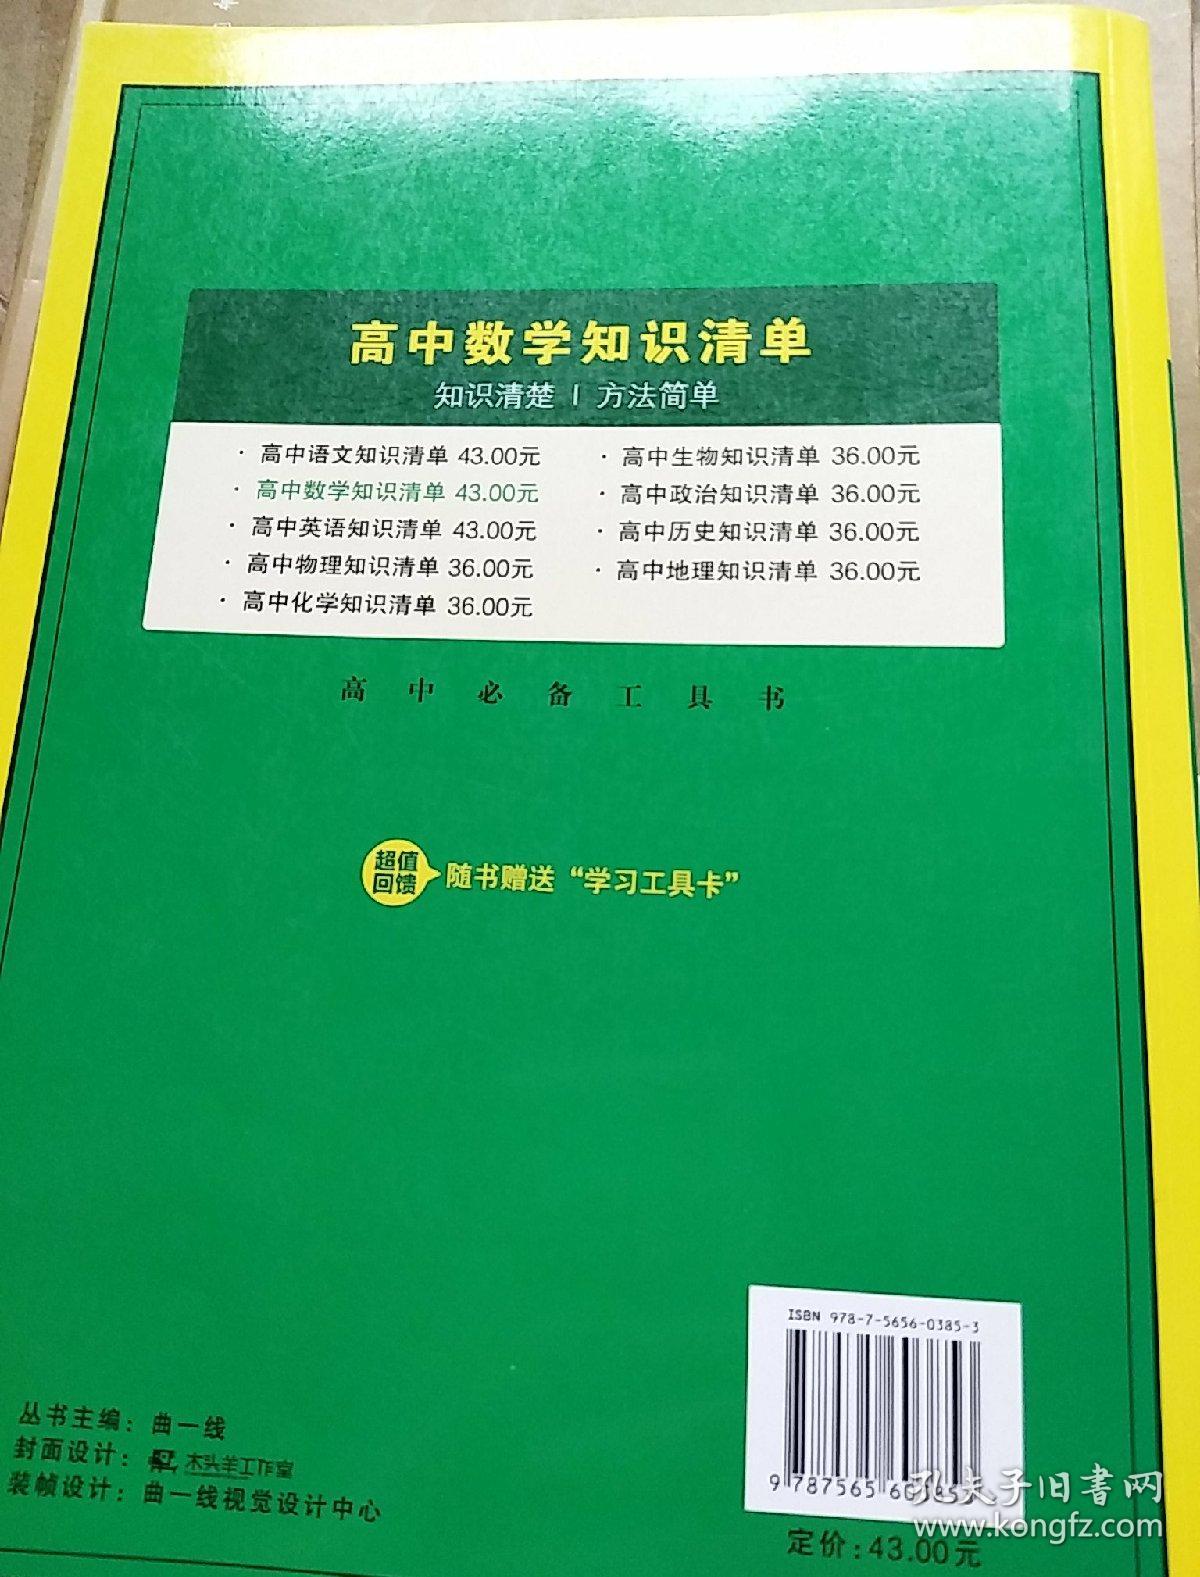 高中数学知识清单
知识清楚 | 方法简单
· 高中语文知识清单 43.00元
· 高中数学知识清单 43.00元
· 高中英语知识清单 43.00元
· 高中物理知识清单 36.00元
· 高中化学知识清单 36.00元
· 高中生物知识清单 36.00元
· 高中政治知识清单 36.00元
· 高中历史知识清单 36.00元
· 高中地理知识清单 36.00元
高中必备工具书
超值
回馈
随书赠送“学习工具卡”
ISBN 978-7-5656-0385-3
9 787565 603853
定价：43.00元
丛书主编：曲一线
封面设计：木头羊工作室
装帧设计：曲一线视觉设计中心
孔夫子旧书网
www.kongfz.com